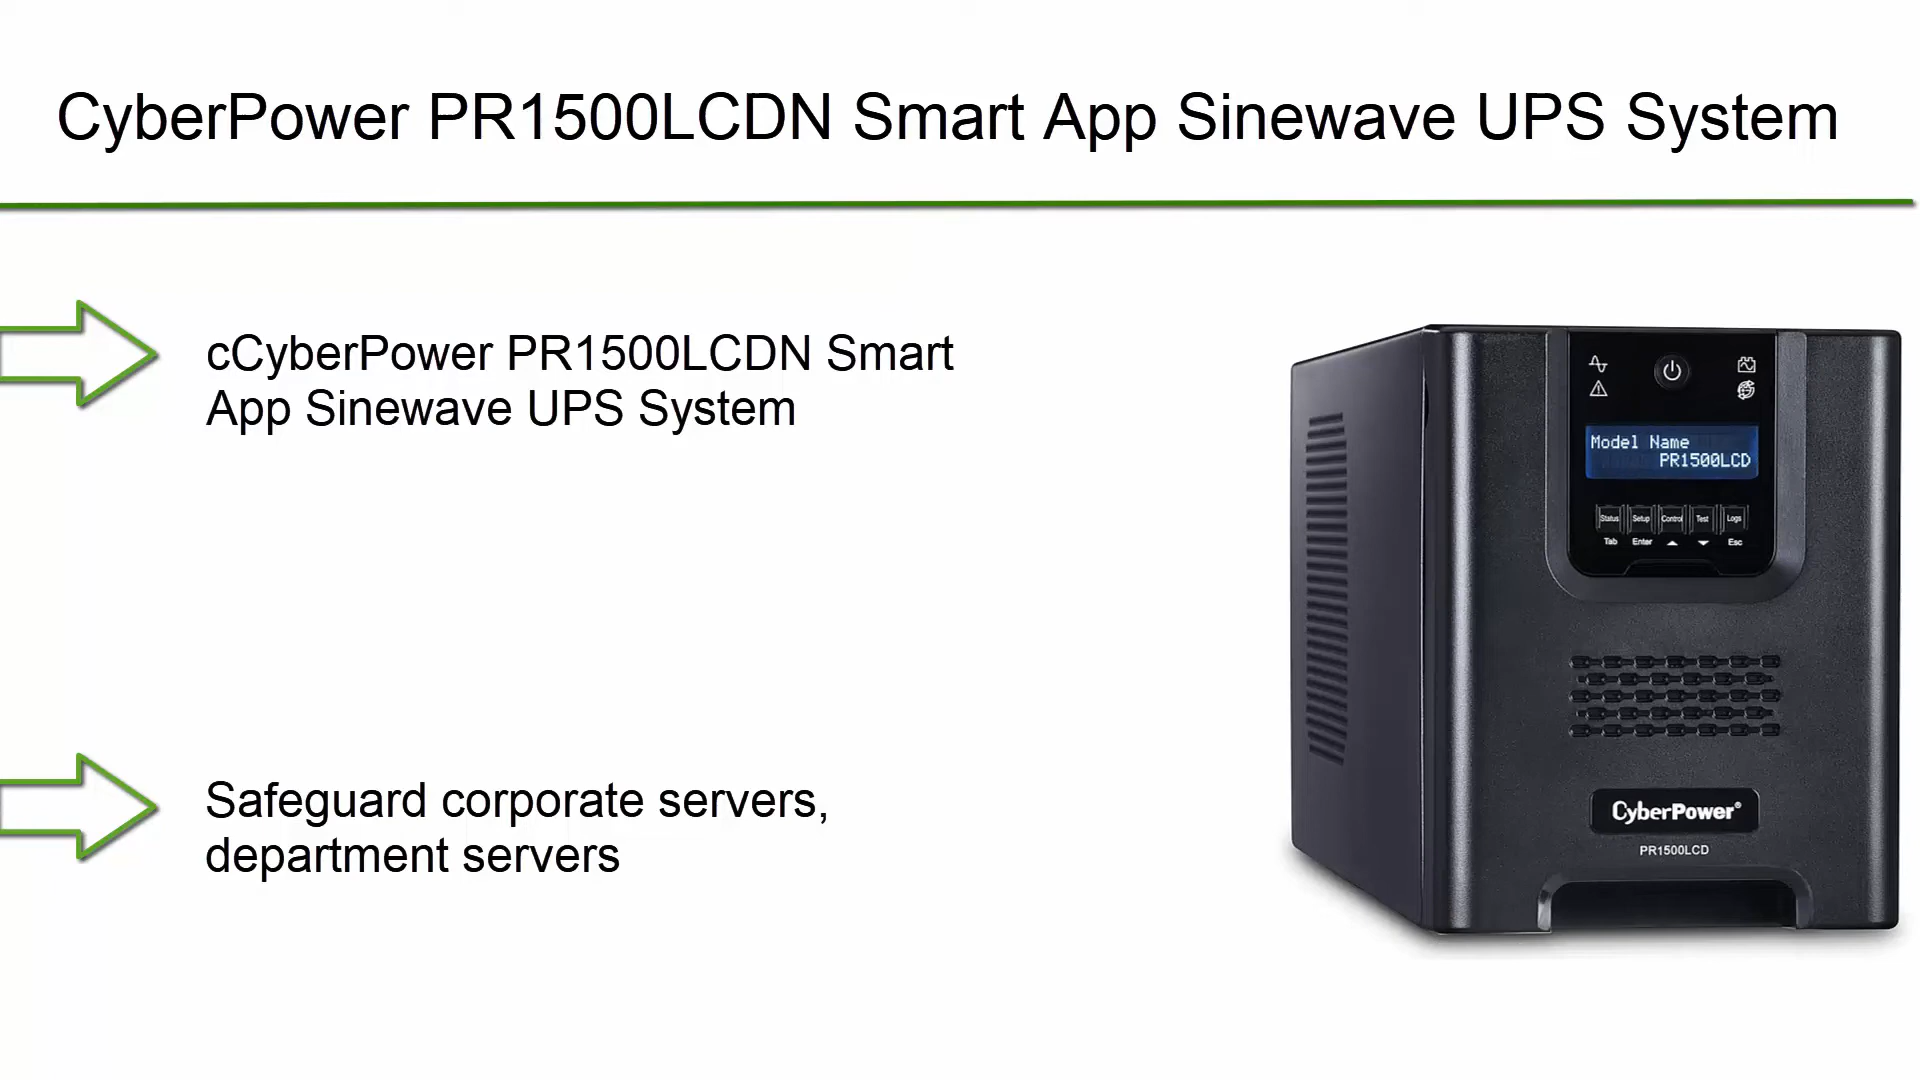 CyberPower PR1500LCDN Smart App Sinewave UPS System
cCyberPower PR1500LCDN Smart
App Sinewave UPS System
Safeguard corporate servers,
department servers
Model Name
PR1500LCD
Status Setup Control Test Logs
Tab Enter Esc
CyberPower®
PR1500LCD